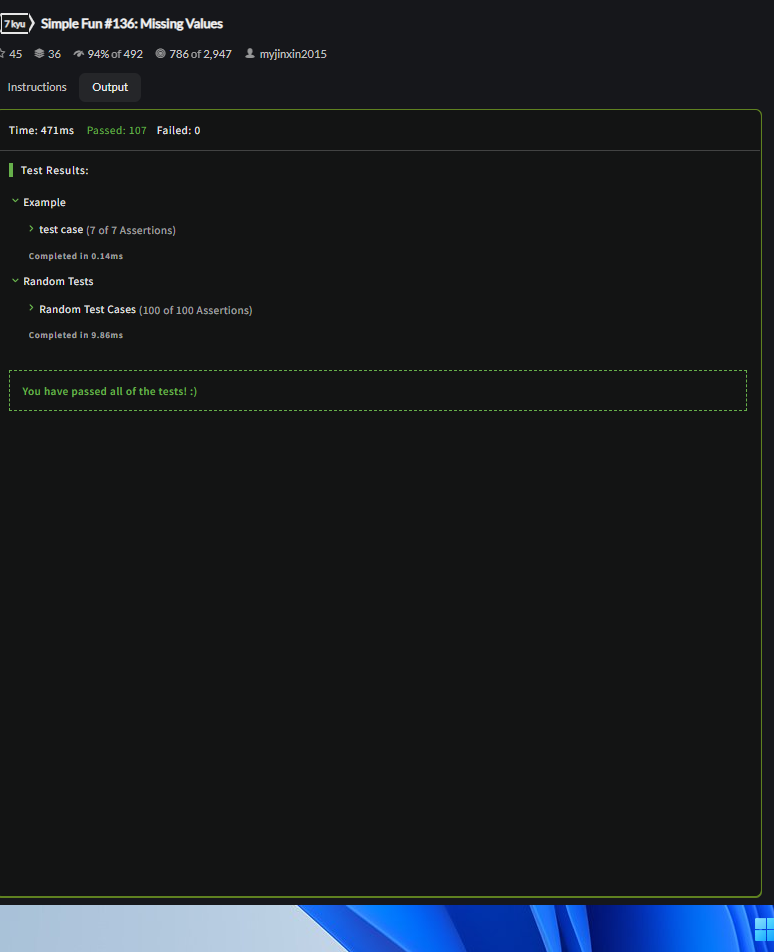 7 kyu Simple Fun #136: Missing Values
45 36 94% of 492 786 of 2,947 myjinxin2015
Instructions Output
Time: 471ms Passed: 107 Failed: 0
Test Results:
Example
test case (7 of 7 Assertions)
Completed in 0.14ms
Random Tests
Random Test Cases (100 of 100 Assertions)
Completed in 9.86ms
You have passed all of the tests! :)